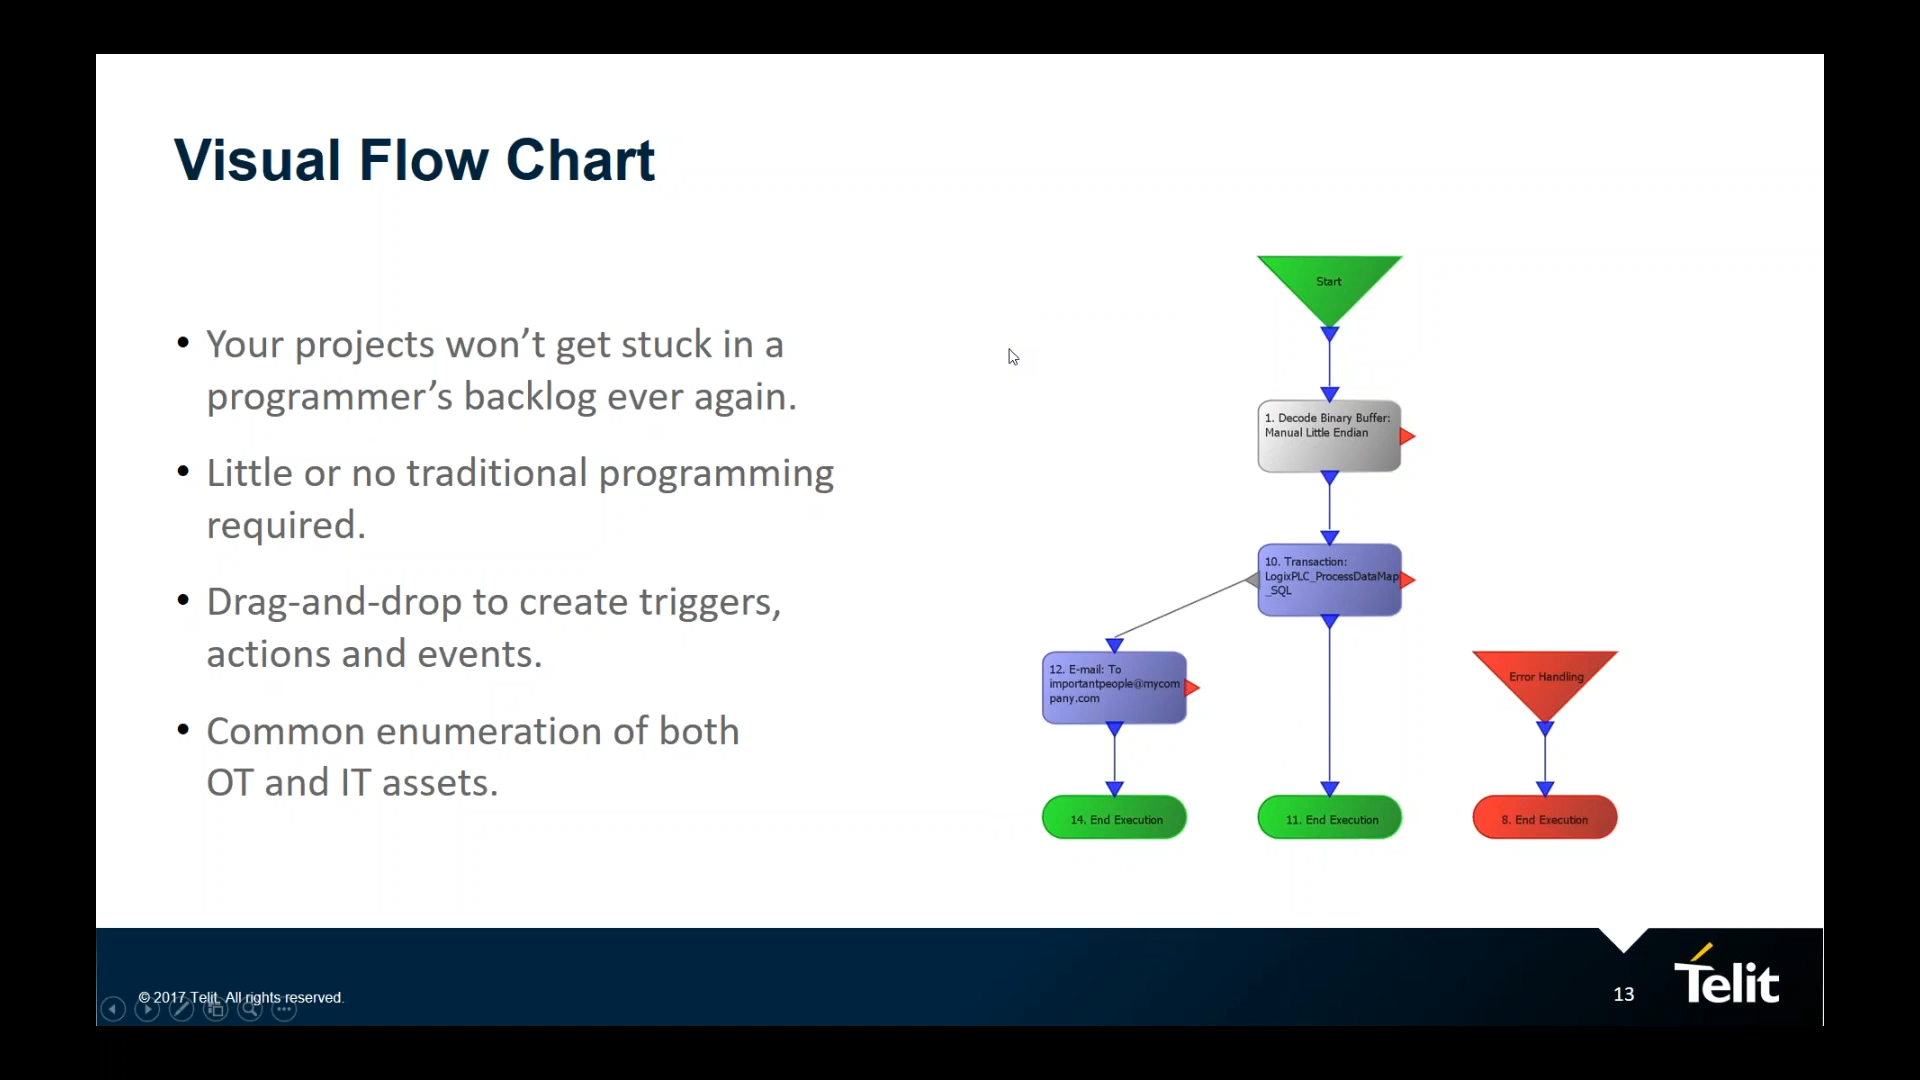 Visual Flow Chart
• Your projects won’t get stuck in a
programmer’s backlog ever again.
• Little or no traditional programming
required.
• Drag-and-drop to create triggers,
actions and events.
• Common enumeration of both
OT and IT assets.
Start
1. Decode Binary Buffer:
Manual Little Endian
10. Transaction:
LogixPLC_ProcessDataMap
_SQL
12. E-mail: To
importantpeople@mycom
pany.com
Error Handling
14. End Execution
11. End Execution
8. End Execution
© 2017 Telit. All rights reserved.
13
Telit